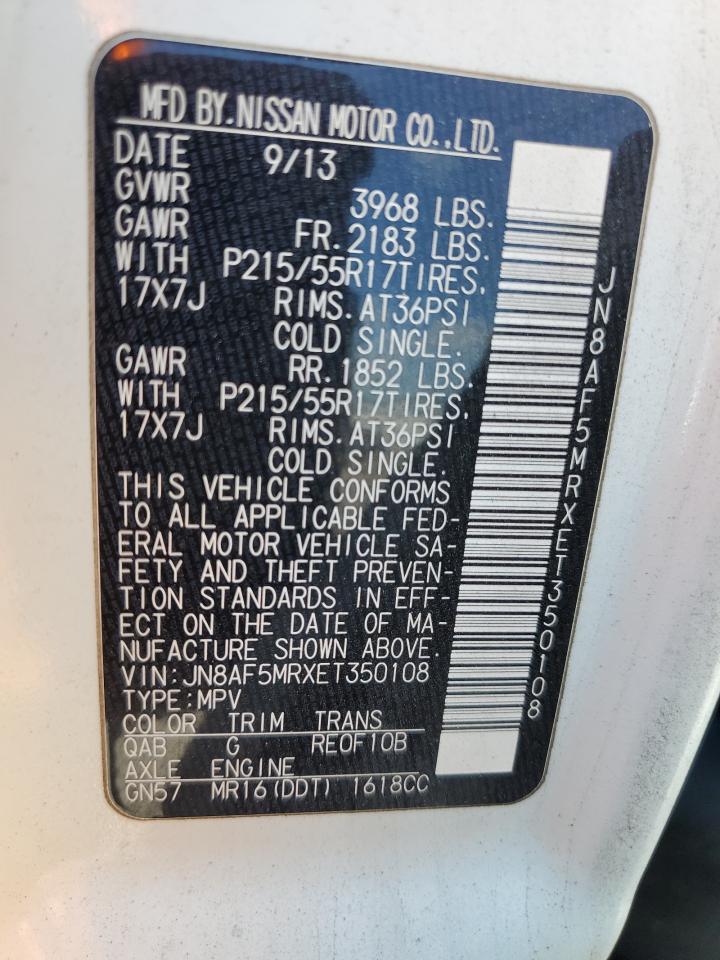 MFD BY.NISSAN MOTOR CO.,LTD.
DATE 9/13
GVWR 3968 LBS.
GAWR FR.2183 LBS.
WITH P215/55R17TIRES,
17X7J RIMS.AT36PSI
COLD SINGLE.
GAWR RR.1852 LBS.
WITH P215/55R17TIRES,
17X7J RIMS.AT36PSI
COLD SINGLE.
THIS VEHICLE CONFORMS
TO ALL APPLICABLE FED-
ERAL MOTOR VEHICLE SA-
FETY AND THEFT PREVEN-
TION STANDARDS IN EFF-
ECT ON THE DATE OF MA-
NUFACTURE SHOWN ABOVE.
VIN:JN8AF5MRXET350108
TYPE:MPV
COLOR TRIM TRANS
QAB G RE0F10B
AXLE ENGINE
GN57 MR16(DDT) 1618CC
JN8AF5MRXET350108